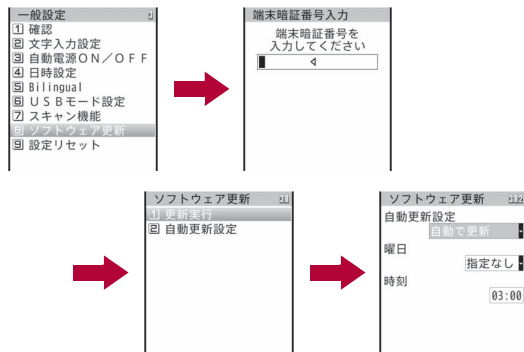 一般設定
1 確認
2 文字入力設定
3 自動電源ON/OFF
4 日時設定
5 Bilingual
6 USBモード設定
7 スキャン機能
8 ソフトウェア更新
9 設定リセット
端末暗証番号入力
端末暗証番号を
入力してください
ソフトウェア更新 38
1 更新実行
2 自動更新設定
ソフトウェア更新 382
自動更新設定
自動で更新
曜日
指定なし
時刻
03:00